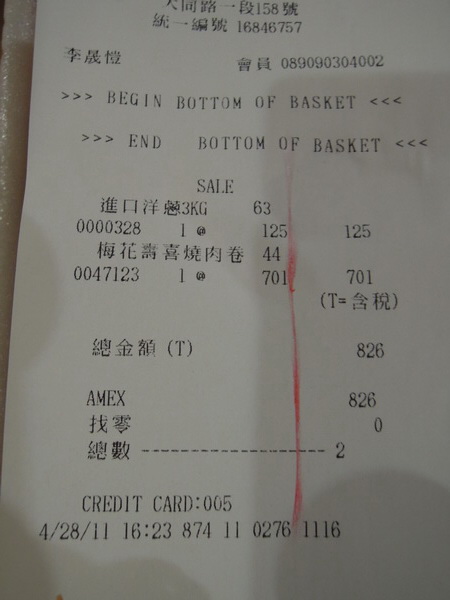 大同路一段158號
統一編號 16846757
李晟愷 會員 089090304002
>>> BEGIN BOTTOM OF BASKET <<<
>>> END BOTTOM OF BASKET <<<
SALE
進口洋蔥3KG 63
0000328 1 @ 125 125
梅花壽喜燒肉卷 44
0047123 1 @ 701 701
(T=含稅)
總金額 (T) 826
AMEX 826
找零 0
總數 ---------------------- 2
CREDIT CARD:005
4/28/11 16:23 874 11 0276 1116